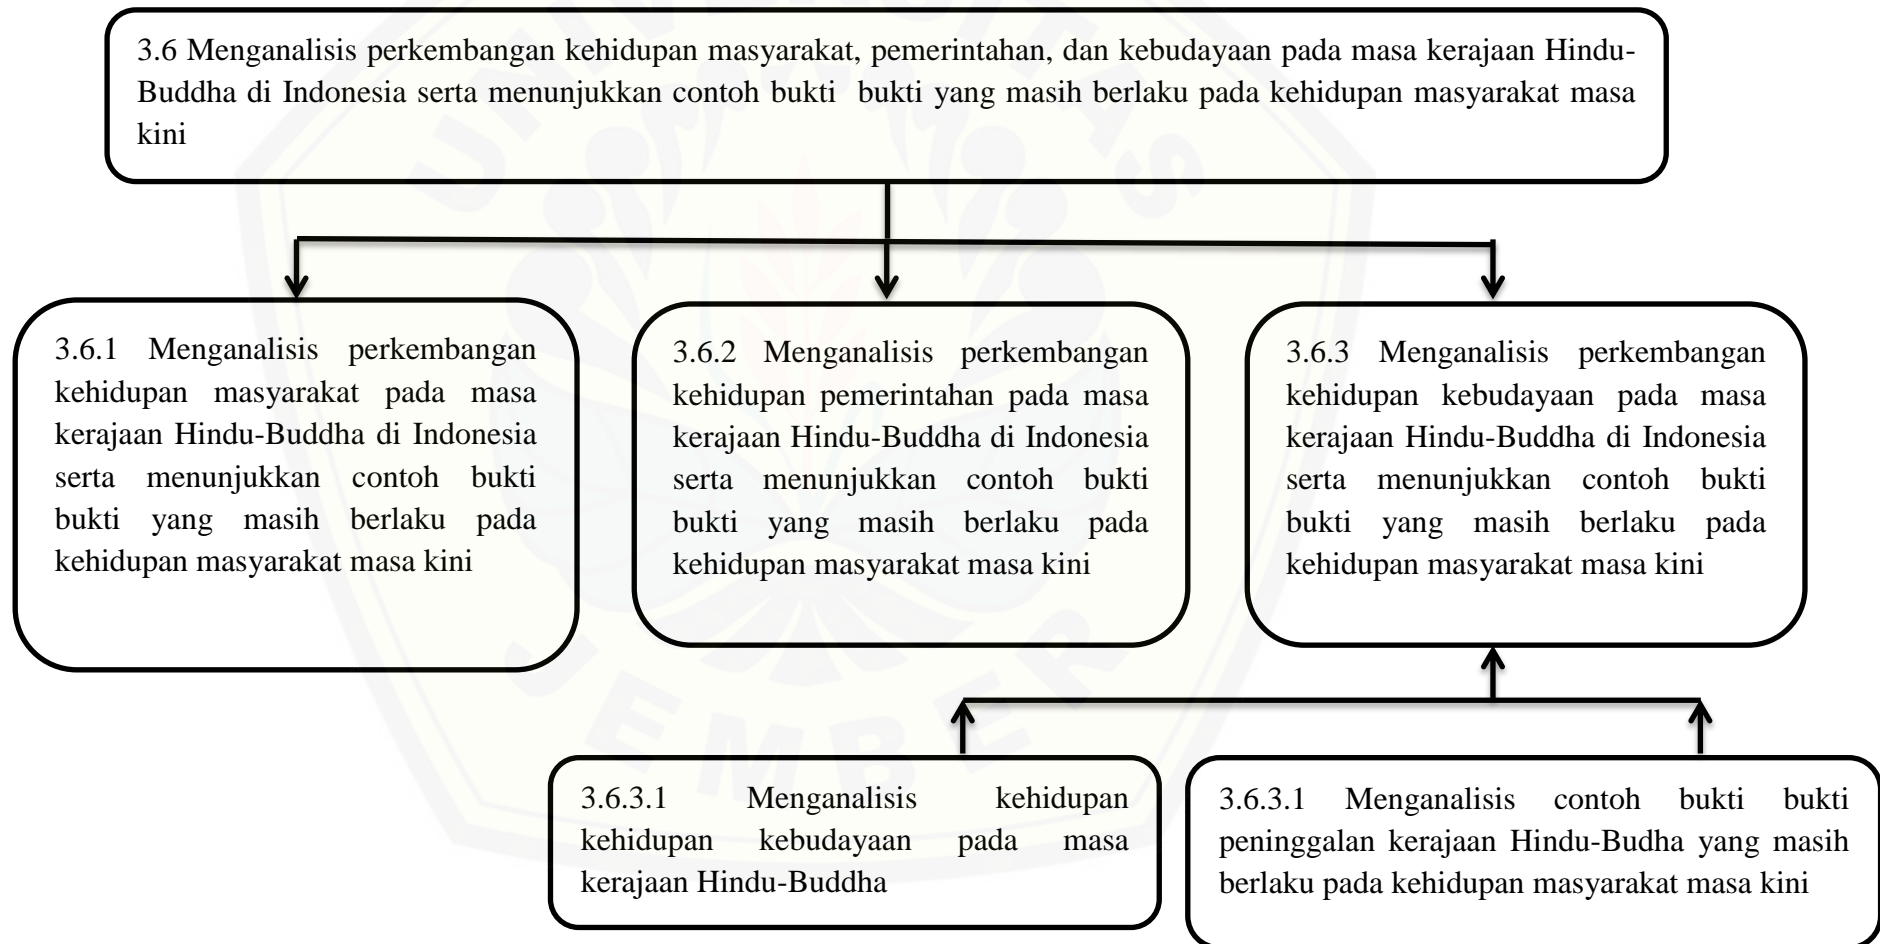 3.6 Menganalisis perkembangan kehidupan masyarakat, pemerintahan, dan kebudayaan pada masa kerajaan Hindu-
Buddha di Indonesia serta menunjukkan contoh bukti bukti yang masih berlaku pada kehidupan masyarakat masa
kini
3.6.1 Menganalisis perkembangan
kehidupan masyarakat pada masa
kerajaan Hindu-Buddha di Indonesia
serta menunjukkan contoh bukti
bukti yang masih berlaku pada
kehidupan masyarakat masa kini
3.6.2 Menganalisis perkembangan
kehidupan pemerintahan pada masa
kerajaan Hindu-Buddha di Indonesia
serta menunjukkan contoh bukti
bukti yang masih berlaku pada
kehidupan masyarakat masa kini
3.6.3 Menganalisis perkembangan
kehidupan kebudayaan pada masa
kerajaan Hindu-Buddha di Indonesia
serta menunjukkan contoh bukti
bukti yang masih berlaku pada
kehidupan masyarakat masa kini
3.6.3.1 Menganalisis kehidupan
kehidupan kebudayaan pada masa
kerajaan Hindu-Buddha
3.6.3.1 Menganalisis contoh bukti bukti
peninggalan kerajaan Hindu-Budha yang masih
berlaku pada kehidupan masyarakat masa kini
UNIVERSITAS
JEMBER